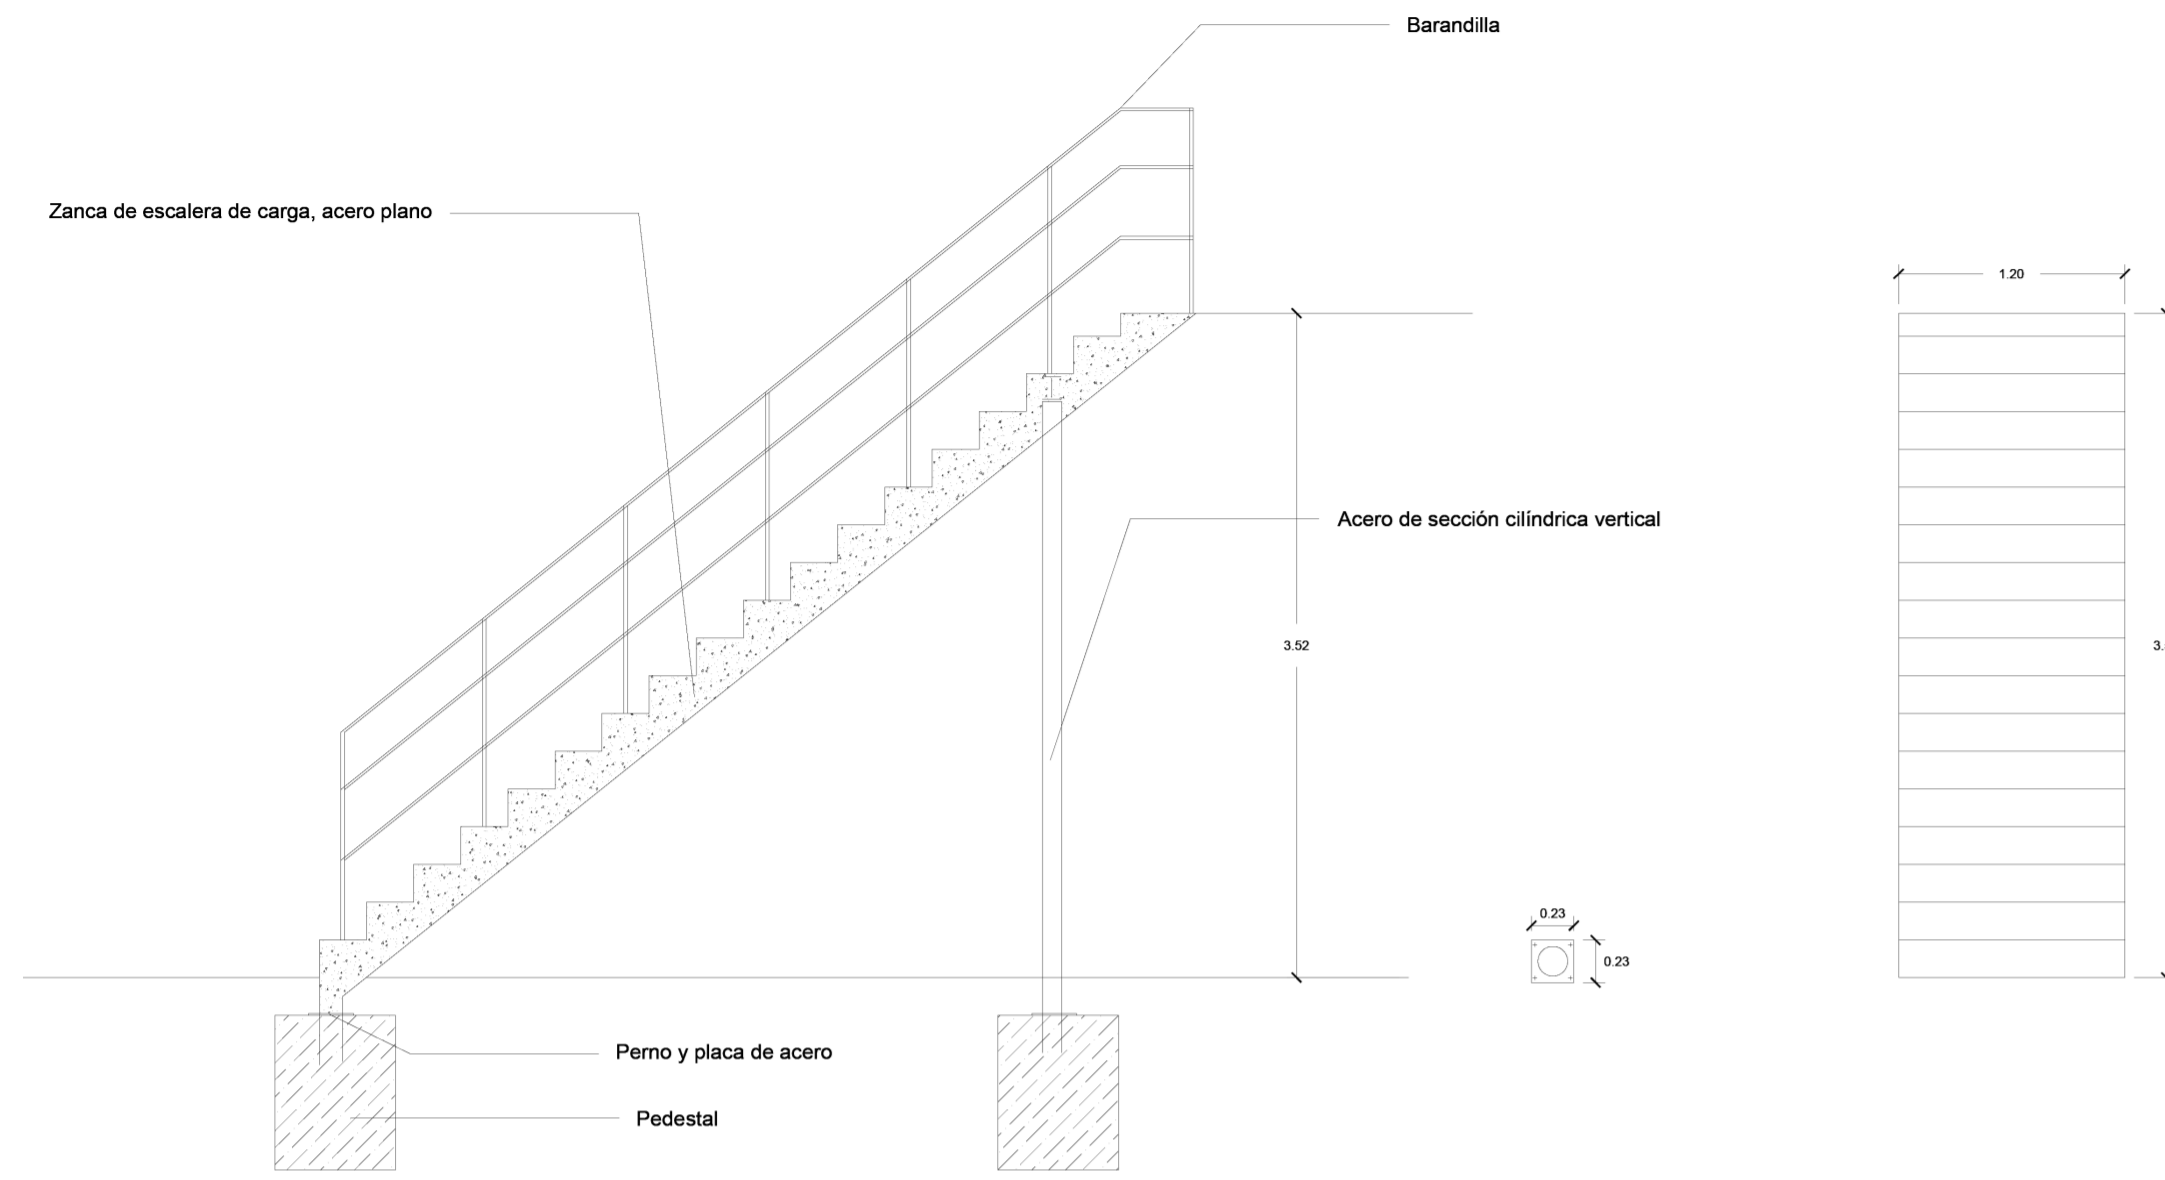 Barandilla
Zanca de escalera de carga, acero plano
1.20
Acero de sección cilíndrica vertical
3.52
3.
0.23
0.23
Perno y placa de acero
Pedestal